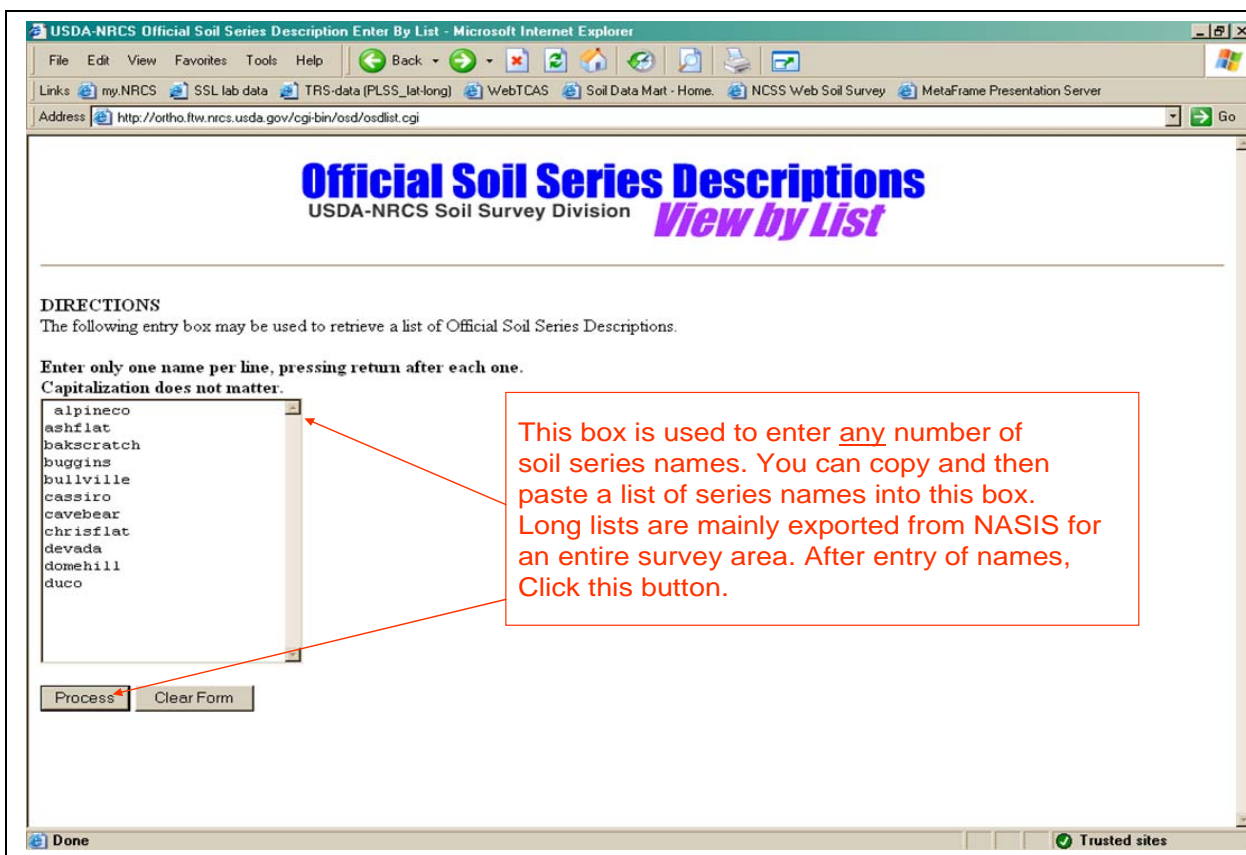 USDA-NRCS Official Soil Series Description Enter By List - Microsoft Internet Explorer
File Edit View Favorites Tools Help Back
Links my.NRCS SSL lab data TRS-data (PLSS_lat-long) WebTCAS Soil Data Mart - Home. NCSS Web Soil Survey MetaFrame Presentation Server
Address http://ortho.ftw.nrcs.usda.gov/cgi-bin/osd/osdlist.cgi Go
Official Soil Series Descriptions
USDA-NRCS Soil Survey Division View by List
DIRECTIONS
The following entry box may be used to retrieve a list of Official Soil Series Descriptions.
Enter only one name per line, pressing return after each one.
Capitalization does not matter.
alpineco
ashflat
bakscratch
buggins
bullville
cassiro
cavebear
chrisflat
devada
domehill
duco
This box is used to enter any number of
soil series names. You can copy and then
paste a list of series names into this box.
Long lists are mainly exported from NASIS for
an entire survey area. After entry of names,
Click this button.
Process Clear Form
Done Trusted sites